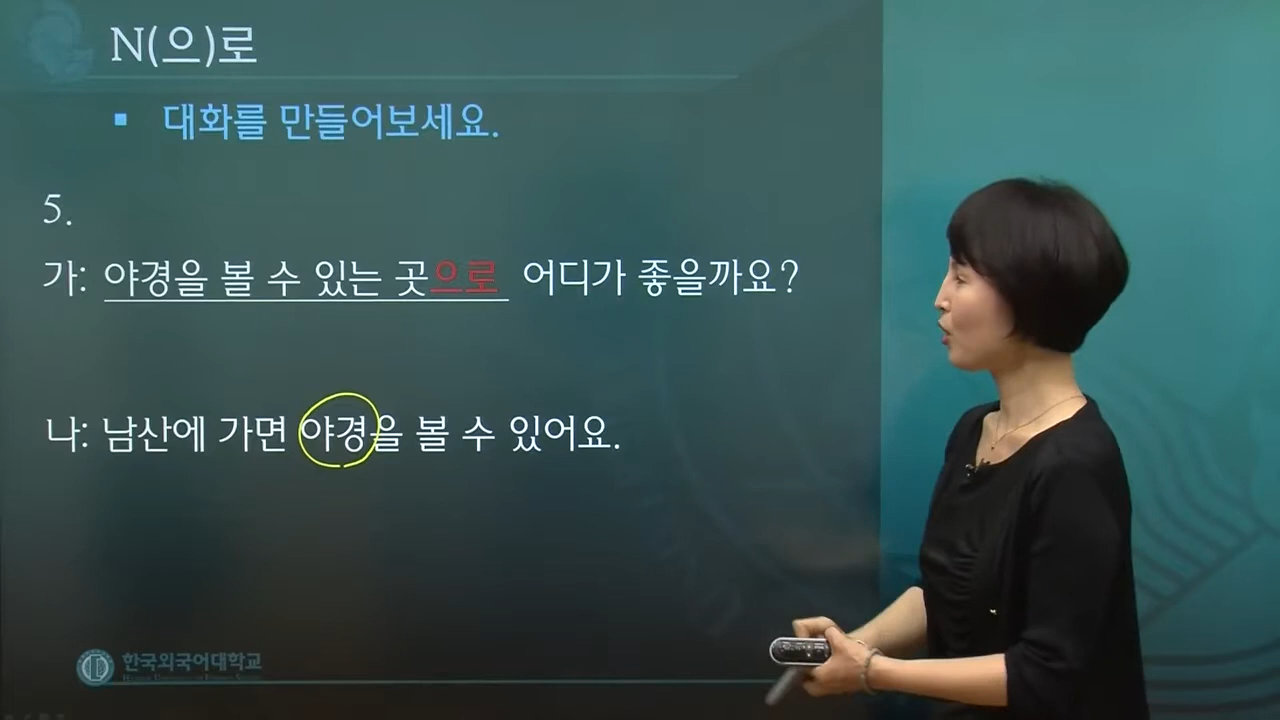 N(으)로
▪ 대화를 만들어보세요.
5.
가: 야경을 볼 수 있는 곳으로 어디가 좋을까요?
나: 남산에 가면 야경을 볼 수 있어요.
한국외국어대학교